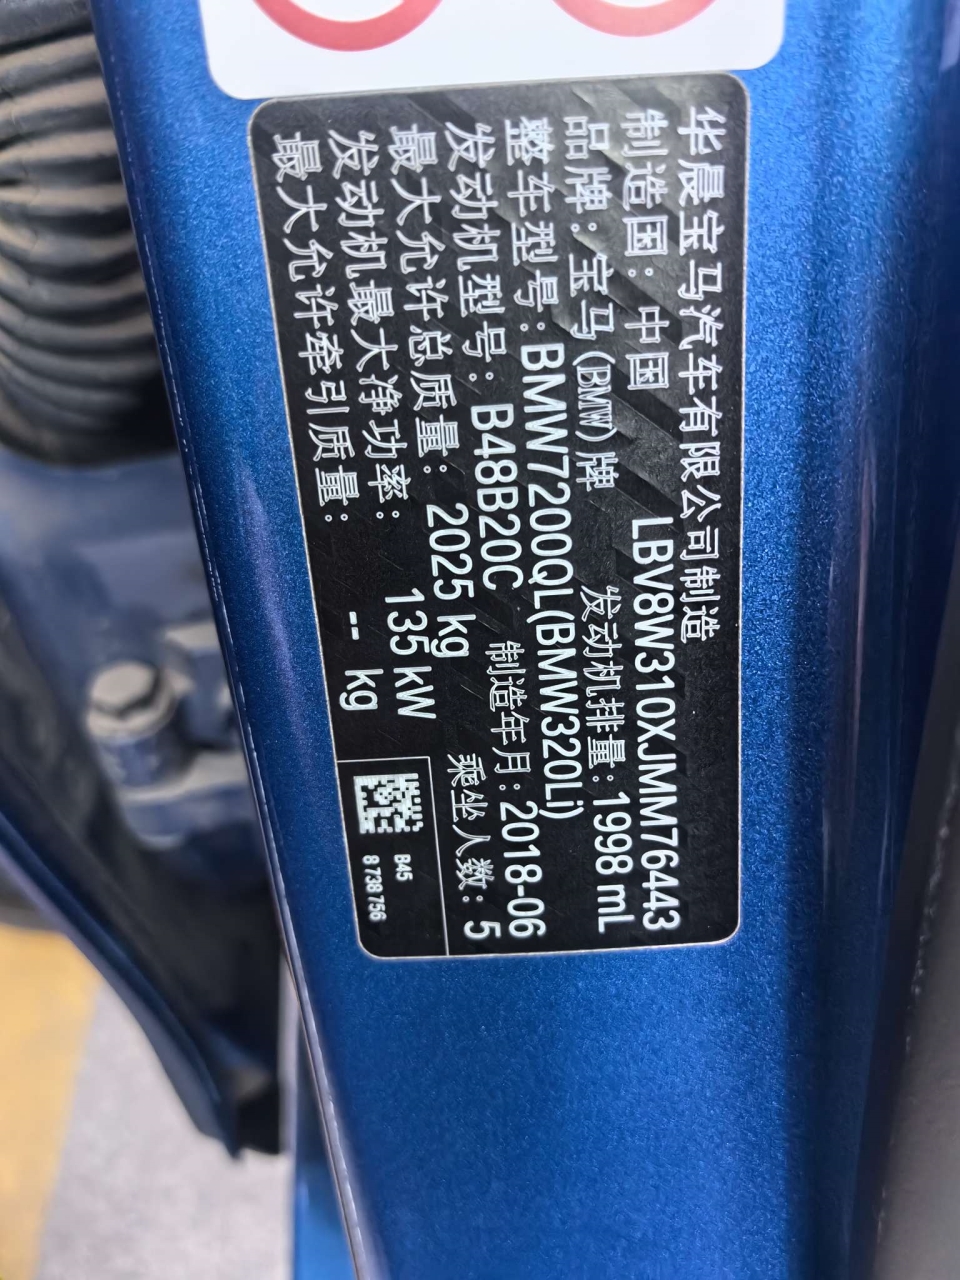 华晨宝马汽车有限公司制造
制造国：中国 LBV8W310XJMM76443
品牌：宝马(BMW)牌 发动机排量：1998 mL
整车型号：BMW7200QL(BMW320Li)
发动机型号：B48B20C 制造年月：2018-06
最大允许总质量：2025 kg 乘坐人数：5
发动机最大净功率：135 kW
最大允许牵引质量：-- kg
B45
8 738 756